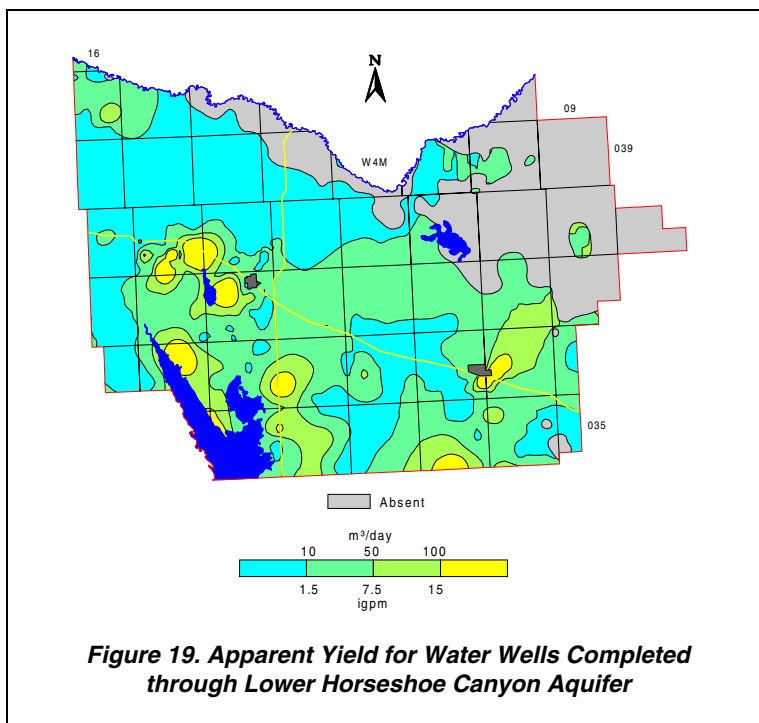 16
N
09
039
W4M
035
Absent
m³/day
10 50 100
1.5 7.5 15
igpm
Figure 19. Apparent Yield for Water Wells Completed
through Lower Horseshoe Canyon Aquifer